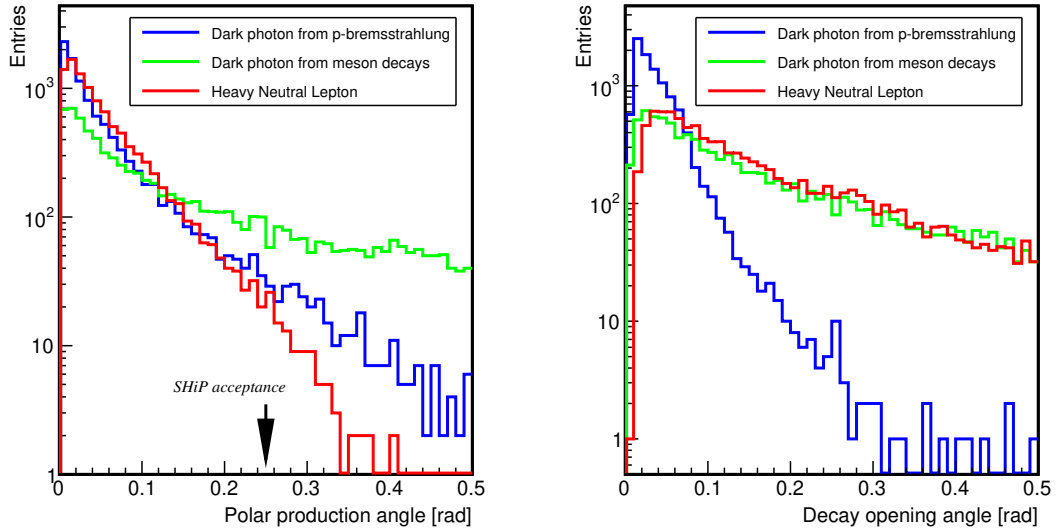 Entries
10³
10²
10
1
Dark photon from p-bremsstrahlung
Dark photon from meson decays
Heavy Neutral Lepton
SHiP acceptance
0 0.1 0.2 0.3 0.4 0.5
Polar production angle [rad]
Entries
10³
10²
10
1
Dark photon from p-bremsstrahlung
Dark photon from meson decays
Heavy Neutral Lepton
0 0.1 0.2 0.3 0.4 0.5
Decay opening angle [rad]